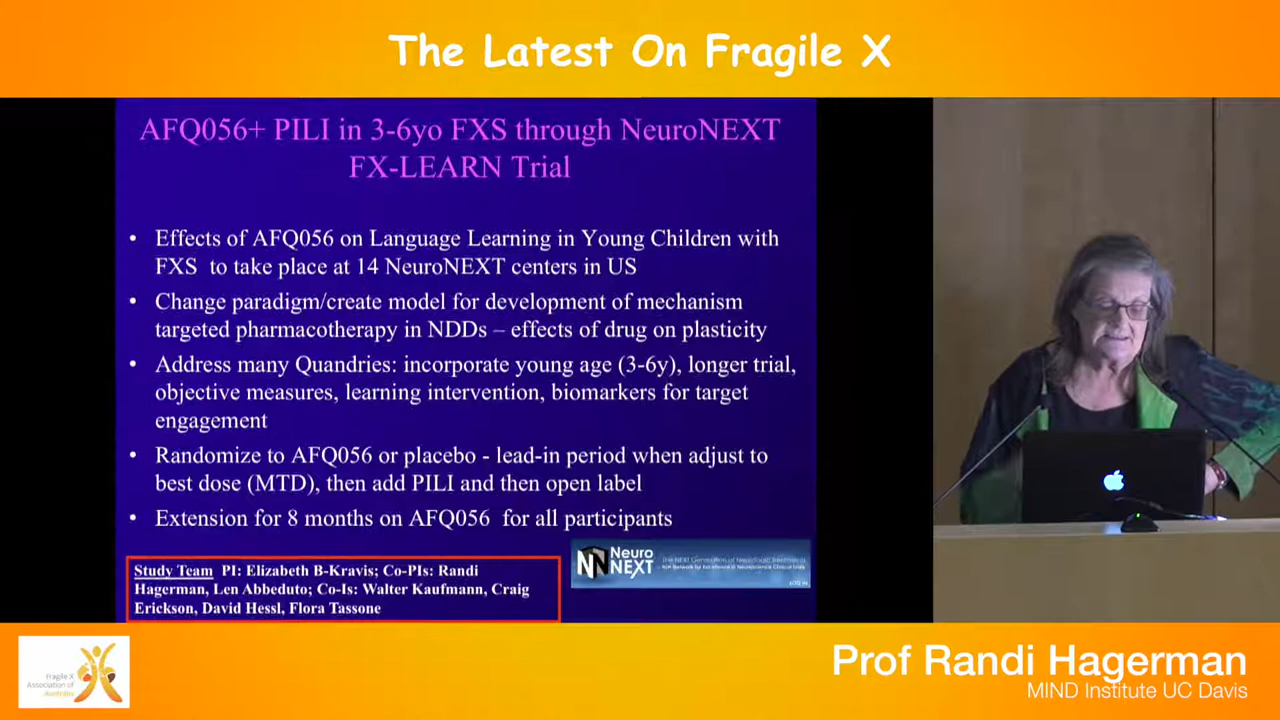 The Latest On Fragile X
AFQ056+ PILI in 3-6yo FXS through NeuroNEXT
FX-LEARN Trial
• Effects of AFQ056 on Language Learning in Young Children with
FXS to take place at 14 NeuroNEXT centers in US
• Change paradigm/create model for development of mechanism
targeted pharmacotherapy in NDDs – effects of drug on plasticity
• Address many Quandries: incorporate young age (3-6y), longer trial,
objective measures, learning intervention, biomarkers for target
engagement
• Randomize to AFQ056 or placebo - lead-in period when adjust to
best dose (MTD), then add PILI and then open label
• Extension for 8 months on AFQ056 for all participants
Study Team PI: Elizabeth B-Kravis; Co-PIs: Randi
Hagerman, Len Abbeduto; Co-Is: Walter Kaufmann, Craig
Erickson, David Hessl, Flora Tassone
NN Neuro
NEXT
Fragile X
Association of
Australia
Prof Randi Hagerman
MIND Institute UC Davis